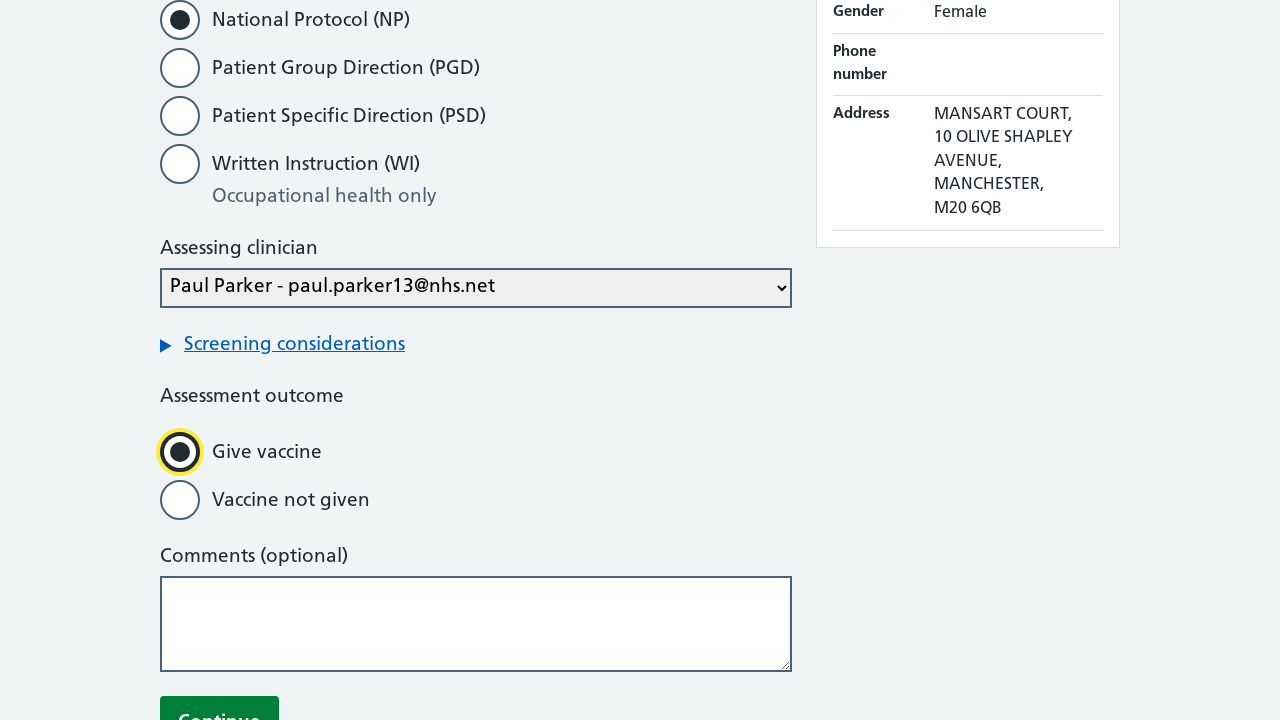 National Protocol (NP)
Patient Group Direction (PGD)
Patient Specific Direction (PSD)
Written Instruction (WI)
Occupational health only
Assessing clinician
Paul Parker - paul.parker13@nhs.net
Screening considerations
Assessment outcome
Give vaccine
Vaccine not given
Comments (optional)
Continue
Gender Female
Phone
number
Address MANSART COURT,
10 OLIVE SHAPLEY
AVENUE,
MANCHESTER,
M20 6QB